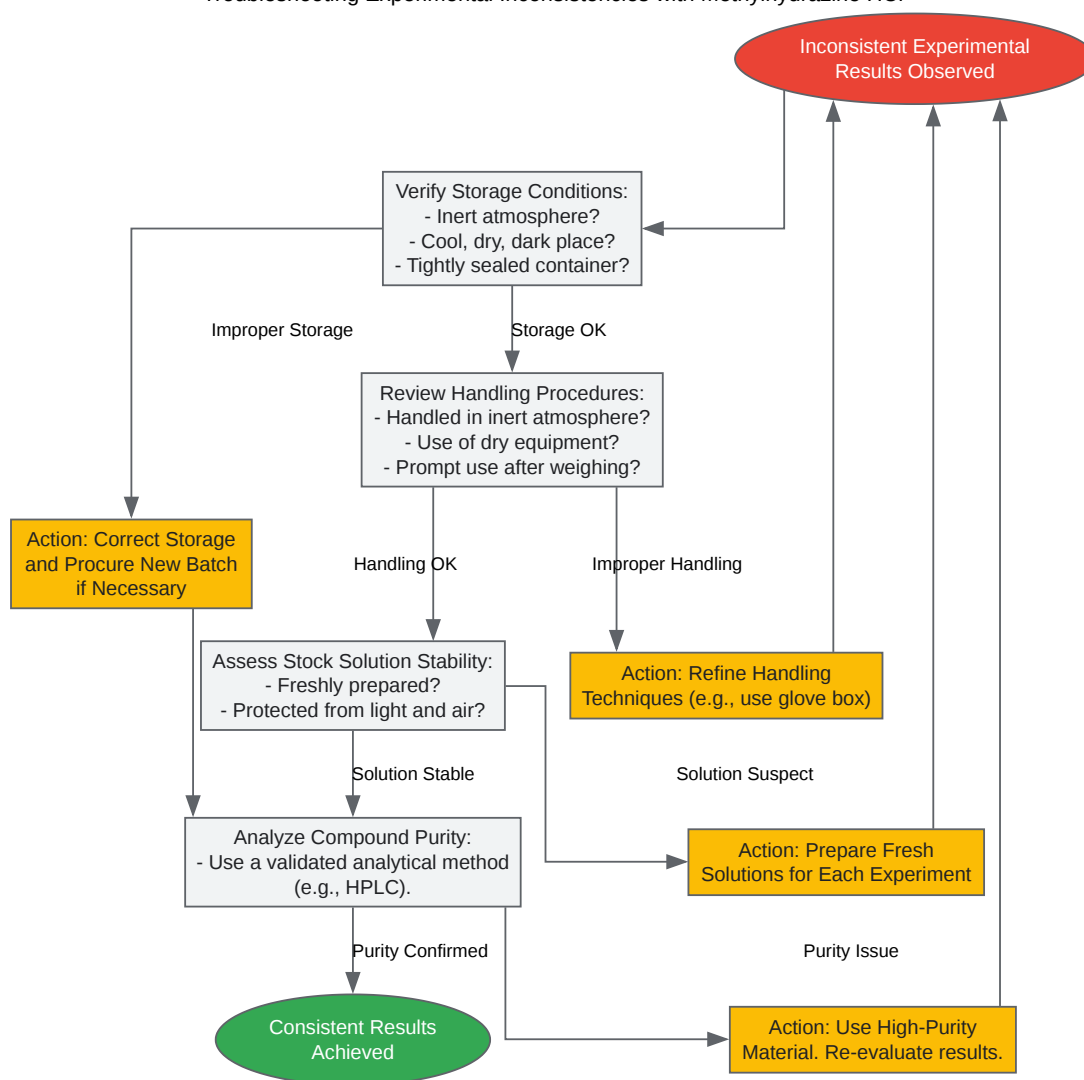 Inconsistent Experimental
Results Observed
Verify Storage Conditions:
- Inert atmosphere?
- Cool, dry, dark place?
- Tightly sealed container?
Improper Storage
Storage OK
Review Handling Procedures:
- Handled in inert atmosphere?
- Use of dry equipment?
- Prompt use after weighing?
Action: Correct Storage
and Procure New Batch
if Necessary
Handling OK
Improper Handling
Assess Stock Solution Stability:
- Freshly prepared?
- Protected from light and air?
Action: Refine Handling
Techniques (e.g., use glove box)
Solution Stable
Solution Suspect
Analyze Compound Purity:
- Use a validated analytical method
(e.g., HPLC).
Action: Prepare Fresh
Solutions for Each Experiment
Purity Confirmed
Purity Issue
Consistent Results
Achieved
Action: Use High-Purity
Material. Re-evaluate results.